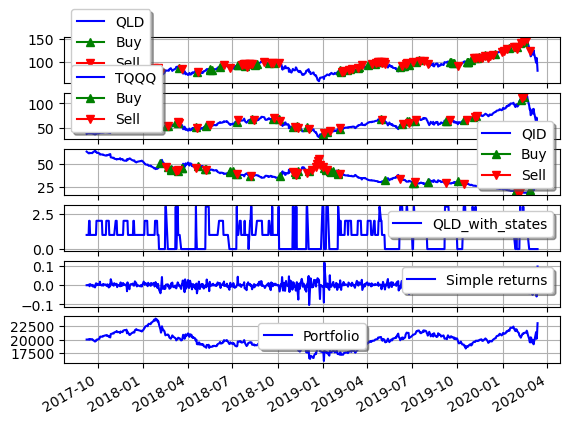 QLD
Buy
Sell
150
100
TQQQ
Buy
Sell
100
50
QID
Buy
Sell
50
25
QLD_with_states
2.5
0.0
Simple returns
0.1
0.0
−0.1
Portfolio
22500
20000
17500
2017-10
2018-01
2018-04
2018-07
2018-10
2019-01
2019-04
2019-07
2019-10
2020-01
2020-04